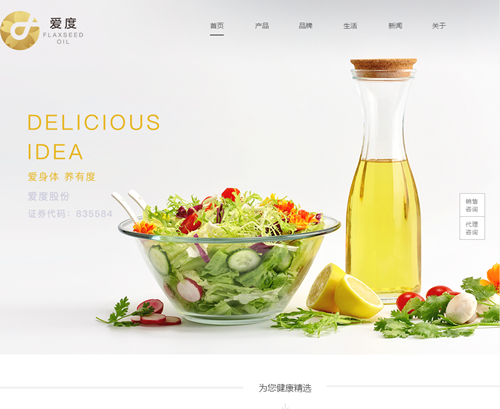 爱度
FLAXSEED
OIL
首页
产品
品牌
生活
新闻
关于
DELICIOUS
IDEA
爱身体 养有度
爱度股份
证券代码：835584
销售
咨询
代理
咨询
为您健康精选